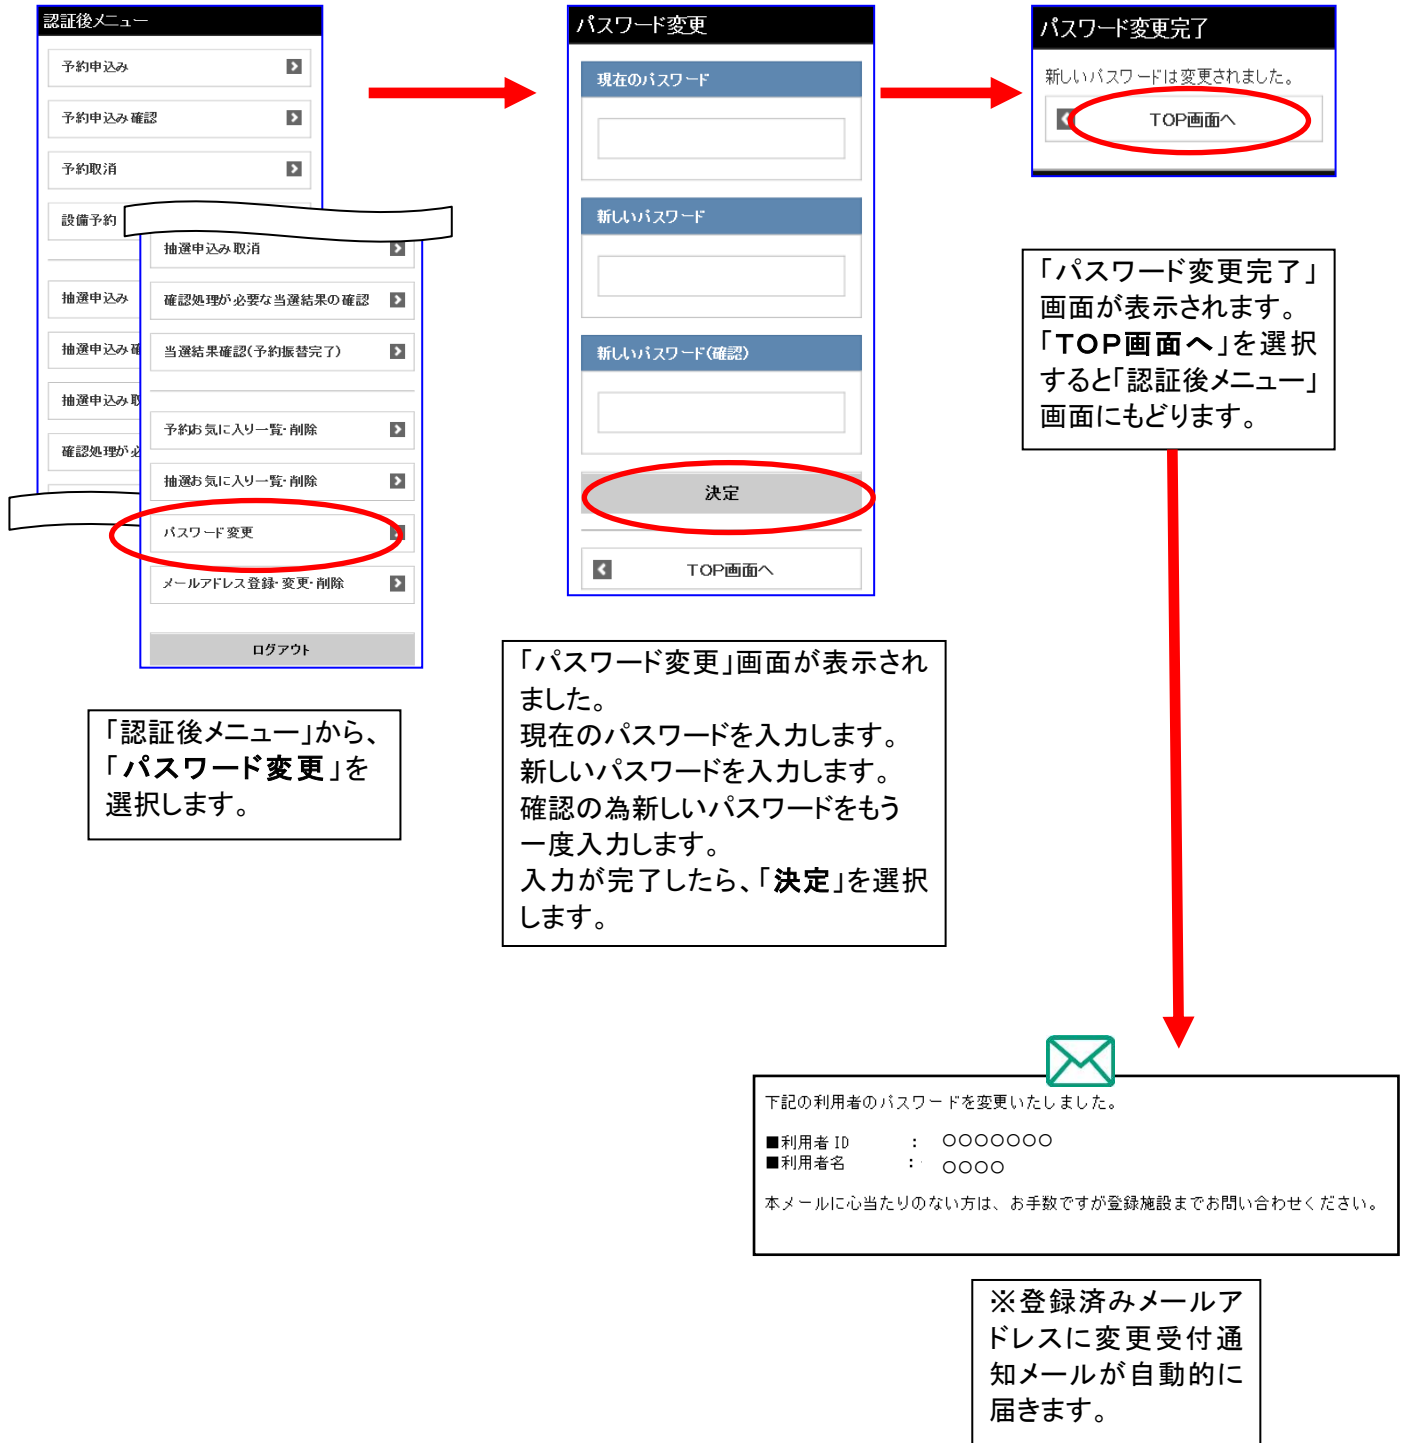 認証後メニュー
予約申込み
予約申込み確認
予約取消
設備予約
抽選申込み
抽選申込み確
抽選申込み取
確認処理が必
抽選申込み取消
確認処理が必要な当選結果の確認
当選結果確認(予約振替完了)
予約お気に入り一覧・削除
抽選お気に入り一覧・削除
パスワード変更
メールアドレス登録・変更・削除
ログアウト
「認証後メニュー」から、
「パスワード変更」を
選択します。
パスワード変更
現在のパスワード
新しいパスワード
新しいパスワード(確認)
決定
TOP画面へ
「パスワード変更」画面が表示され
ました。
現在のパスワードを入力します。
新しいパスワードを入力します。
確認の為新しいパスワードをもう
一度入力します。
入力が完了したら、「決定」を選択
します。
パスワード変更完了
新しいパスワードは変更されました。
TOP画面へ
「パスワード変更完了」
画面が表示されます。
「TOP画面へ」を選択
すると「認証後メニュー」
画面にもどります。
下記の利用者のパスワードを変更いたしました。
■利用者ID : ○○○○○○○
■利用者名 : ○○○○
本メールに心当たりのない方は、お手数ですが登録施設までお問い合わせください。
※登録済みメールア
ドレスに変更受付通
知メールが自動的に
届きます。